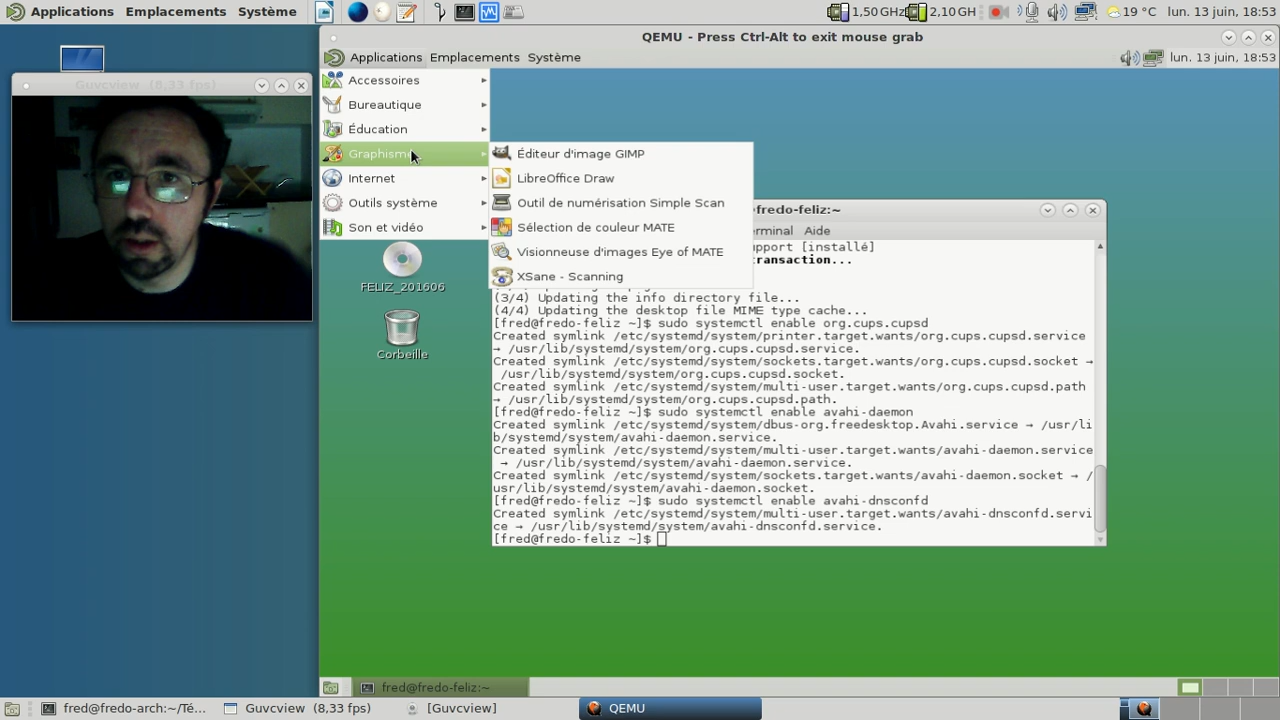 Applications Emplacements Système
1,50 GHz 2,10 GH 19 °C lun. 13 juin, 18:53
QEMU - Press Ctrl-Alt to exit mouse grab
Applications Emplacements Système
lun. 13 juin, 18:53
Guvcview (8,33 fps)
Accessoires
Bureautique
Éducation
Graphism
Internet
Outils système
Son et vidéo
Éditeur d'image GIMP
LibreOffice Draw
Outil de numérisation Simple Scan
Sélection de couleur MATE
Visionneuse d'images Eye of MATE
XSane - Scanning
FELIZ_201606
Corbeille
fredo-feliz:~
erminal Aide
upport [installé]
ransaction...
(3/4) Updating the info directory file...
(4/4) Updating the desktop file MIME type cache...
[fred@fredo-feliz ~]$ sudo systemctl enable org.cups.cupsd
Created symlink /etc/systemd/system/printer.target.wants/org.cups.cupsd.service
→ /usr/lib/systemd/system/org.cups.cupsd.service.
Created symlink /etc/systemd/system/sockets.target.wants/org.cups.cupsd.socket →
/usr/lib/systemd/system/org.cups.cupsd.socket.
Created symlink /etc/systemd/system/multi-user.target.wants/org.cups.cupsd.path
→ /usr/lib/systemd/system/org.cups.cupsd.path.
[fred@fredo-feliz ~]$ sudo systemctl enable avahi-daemon
Created symlink /etc/systemd/system/dbus-org.freedesktop.Avahi.service → /usr/li
b/systemd/system/avahi-daemon.service.
Created symlink /etc/systemd/system/multi-user.target.wants/avahi-daemon.service
→ /usr/lib/systemd/system/avahi-daemon.service.
Created symlink /etc/systemd/system/sockets.target.wants/avahi-daemon.socket → /
usr/lib/systemd/system/avahi-daemon.socket.
[fred@fredo-feliz ~]$ sudo systemctl enable avahi-dnsconfd
Created symlink /etc/systemd/system/multi-user.target.wants/avahi-dnsconfd.servi
ce → /usr/lib/systemd/system/avahi-dnsconfd.service.
[fred@fredo-feliz ~]$
fred@fredo-feliz:~
fred@fredo-arch:~/Té... Guvcview (8,33 fps) [Guvcview] QEMU